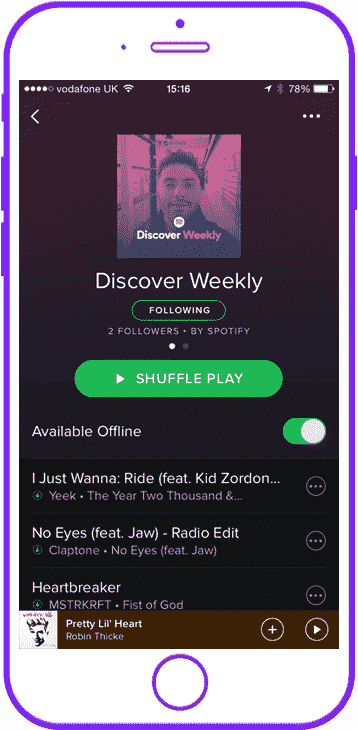 vodafone UK 15:16 78%
Discover Weekly
Discover Weekly
FOLLOWING
2 FOLLOWERS • BY SPOTIFY
SHUFFLE PLAY
Available Offline
I Just Wanna: Ride (feat. Kid Zordon...
Yeek • The Year Two Thousand &...
No Eyes (feat. Jaw) - Radio Edit
Claptone • No Eyes (feat. Jaw)
Heartbreaker
MSTRKRFT • Fist of God
Pretty Lil' Heart
Robin Thicke